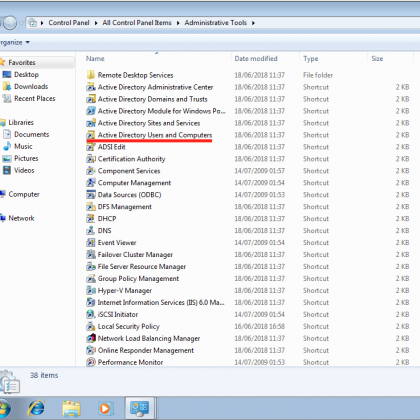 Control Panel ▸ All Control Panel Items ▸ Administrative Tools ▸
rganize ▾
Name Date modified Type Size
Favorites
Desktop
Downloads
Recent Places
Libraries
Documents
Music
Pictures
Videos
Computer
Network
Remote Desktop Services 18/06/2018 11:37 File folder
Active Directory Administrative Center 18/06/2018 11:37 Shortcut 2 KB
Active Directory Domains and Trusts 18/06/2018 11:37 Shortcut 2 KB
Active Directory Module for Windows Po... 18/06/2018 11:37 Shortcut 2 KB
Active Directory Sites and Services 18/06/2018 11:37 Shortcut 2 KB
Active Directory Users and Computers 18/06/2018 11:37 Shortcut 2 KB
ADSI Edit 18/06/2018 11:37 Shortcut 2 KB
Certification Authority 18/06/2018 11:37 Shortcut 2 KB
Component Services 14/07/2009 01:57 Shortcut 2 KB
Computer Management 14/07/2009 01:54 Shortcut 2 KB
Data Sources (ODBC) 14/07/2009 01:53 Shortcut 2 KB
DFS Management 18/06/2018 11:37 Shortcut 2 KB
DHCP 18/06/2018 11:37 Shortcut 2 KB
DNS 18/06/2018 11:37 Shortcut 2 KB
Event Viewer 14/07/2009 01:54 Shortcut 2 KB
Failover Cluster Manager 18/06/2018 11:37 Shortcut 2 KB
File Server Resource Manager 18/06/2018 11:37 Shortcut 2 KB
Group Policy Management 18/06/2018 11:37 Shortcut 2 KB
Hyper-V Manager 18/06/2018 11:37 Shortcut 2 KB
Internet Information Services (IIS) 6.0 Ma... 18/06/2018 11:37 Shortcut 2 KB
iSCSI Initiator 14/07/2009 01:54 Shortcut 2 KB
Local Security Policy 16/06/2018 16:58 Shortcut 2 KB
Network Load Balancing Manager 18/06/2018 11:37 Shortcut 2 KB
Online Responder Management 18/06/2018 11:37 Shortcut 2 KB
Performance Monitor 14/07/2009 01:53 Shortcut 2 KB
38 items